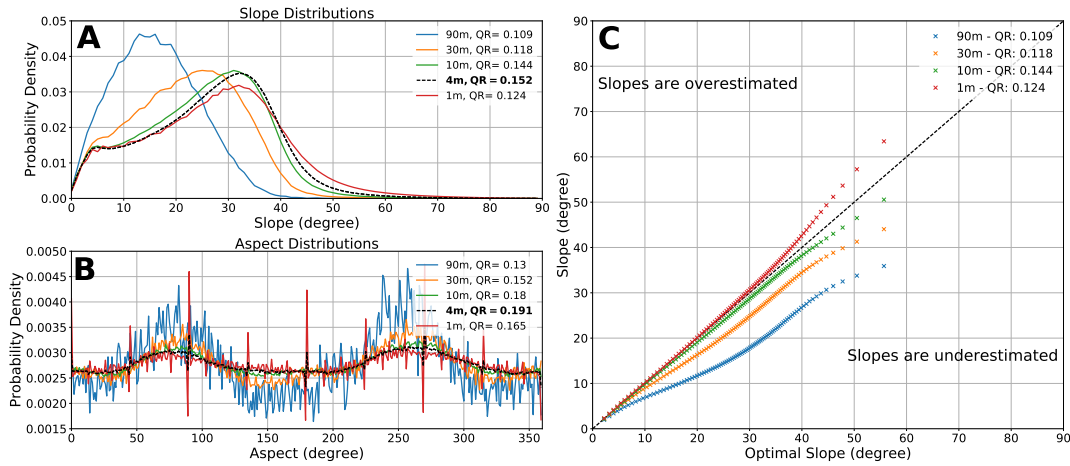 Slope Distributions
A
90m, QR= 0.109
30m, QR= 0.118
10m, QR= 0.144
4m, QR= 0.152
1m, QR= 0.124
Probability Density
0.05
0.04
0.03
0.02
0.01
0.00
0 10 20 30 40 50 60 70 80 90
Slope (degree)
Aspect Distributions
B
90m, QR= 0.13
30m, QR= 0.152
10m, QR= 0.18
4m, QR= 0.191
1m, QR= 0.165
Probability Density
0.0050
0.0045
0.0040
0.0035
0.0030
0.0025
0.0020
0.0015
0 50 100 150 200 250 300 350
Aspect (degree)
C
90m - QR: 0.109
30m - QR: 0.118
10m - QR: 0.144
1m - QR: 0.124
Slopes are overestimated
Slopes are underestimated
Slope (degree)
90
80
70
60
50
40
30
20
10
0
0 10 20 30 40 50 60 70 80 90
Optimal Slope (degree)